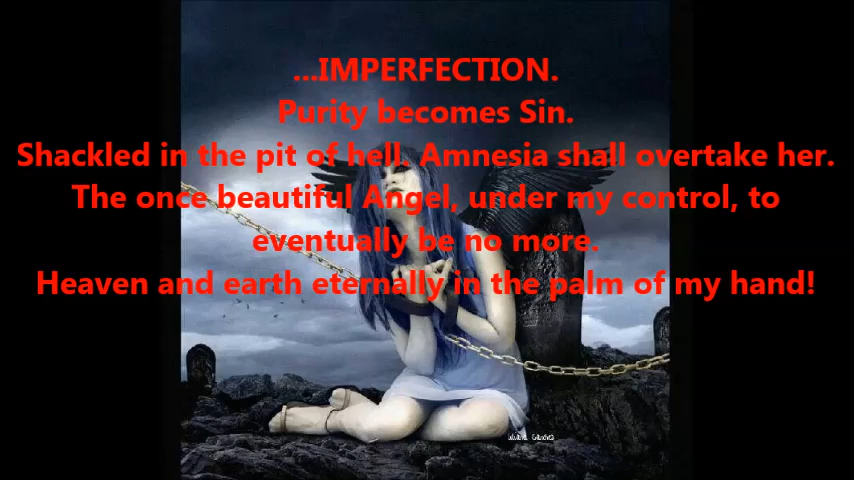 ...IMPERFECTION.
Purity becomes Sin.
Shackled in the pit of hell. Amnesia shall overtake her.
The once beautiful Angel, under my control, to
eventually be no more.
Heaven and earth eternally in the palm of my hand!